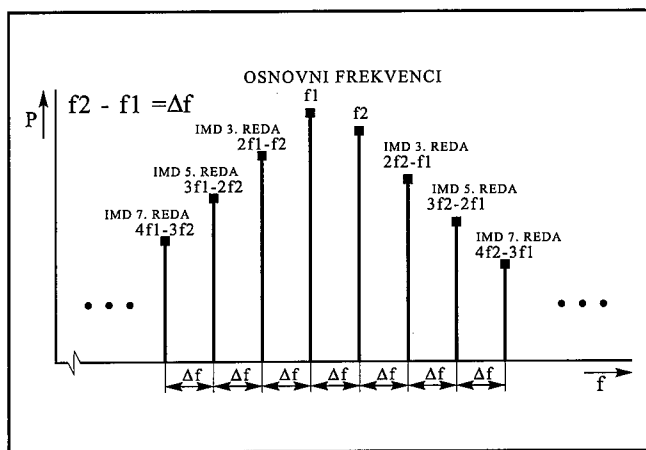 OSNOVNI FREKVENCI
f2 - f1 =Δf
P
f1
f2
IMD 3. REDA
2f1-f2
IMD 3. REDA
2f2-f1
IMD 5. REDA
3f1-2f2
IMD 5. REDA
3f2-2f1
IMD 7. REDA
4f1-3f2
IMD 7. REDA
4f2-3f1
Δf Δf Δf Δf Δf Δf Δf
f